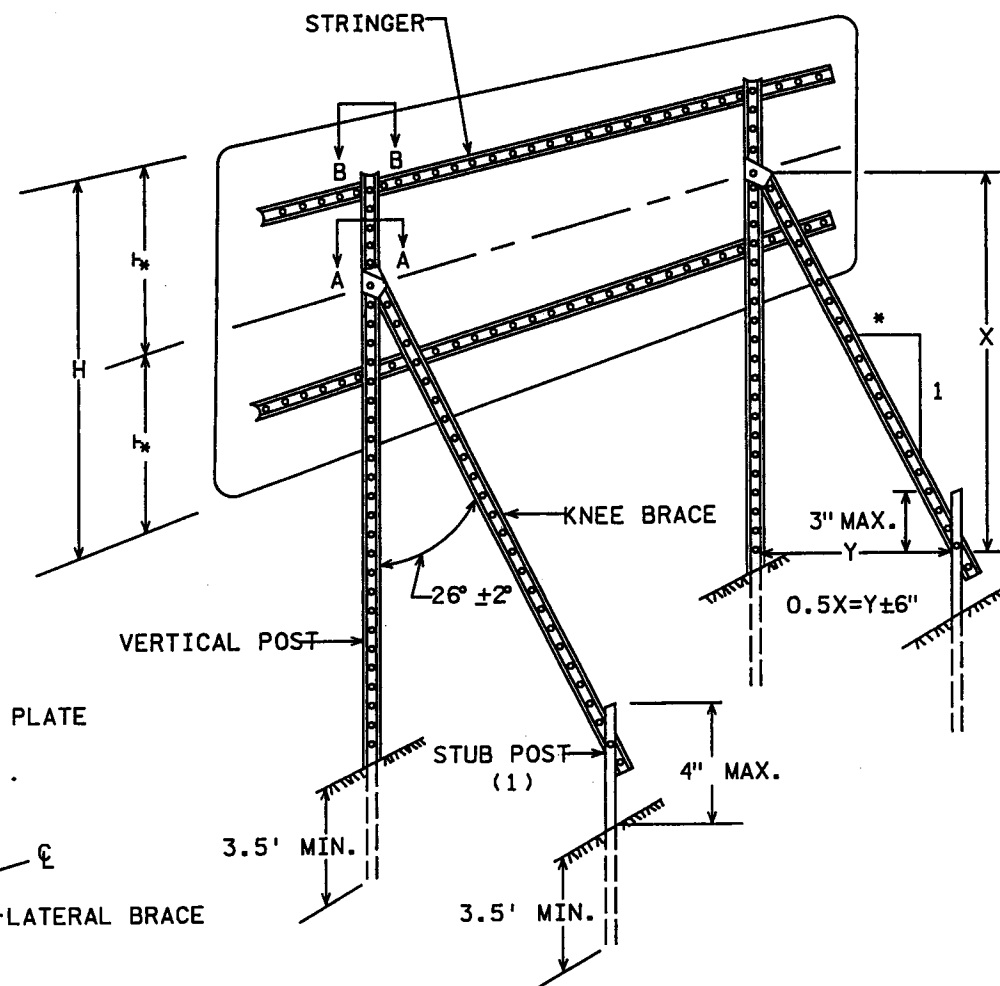 STRINGER
B
B
A
A
H
X
*
1
3" MAX.
Y
0.5X=Y±6"
KNEE BRACE
26° ±2°
VERTICAL POST
PLATE
STUB POST
(1)
4" MAX.
3.5' MIN.
℄
LATERAL BRACE
3.5' MIN.